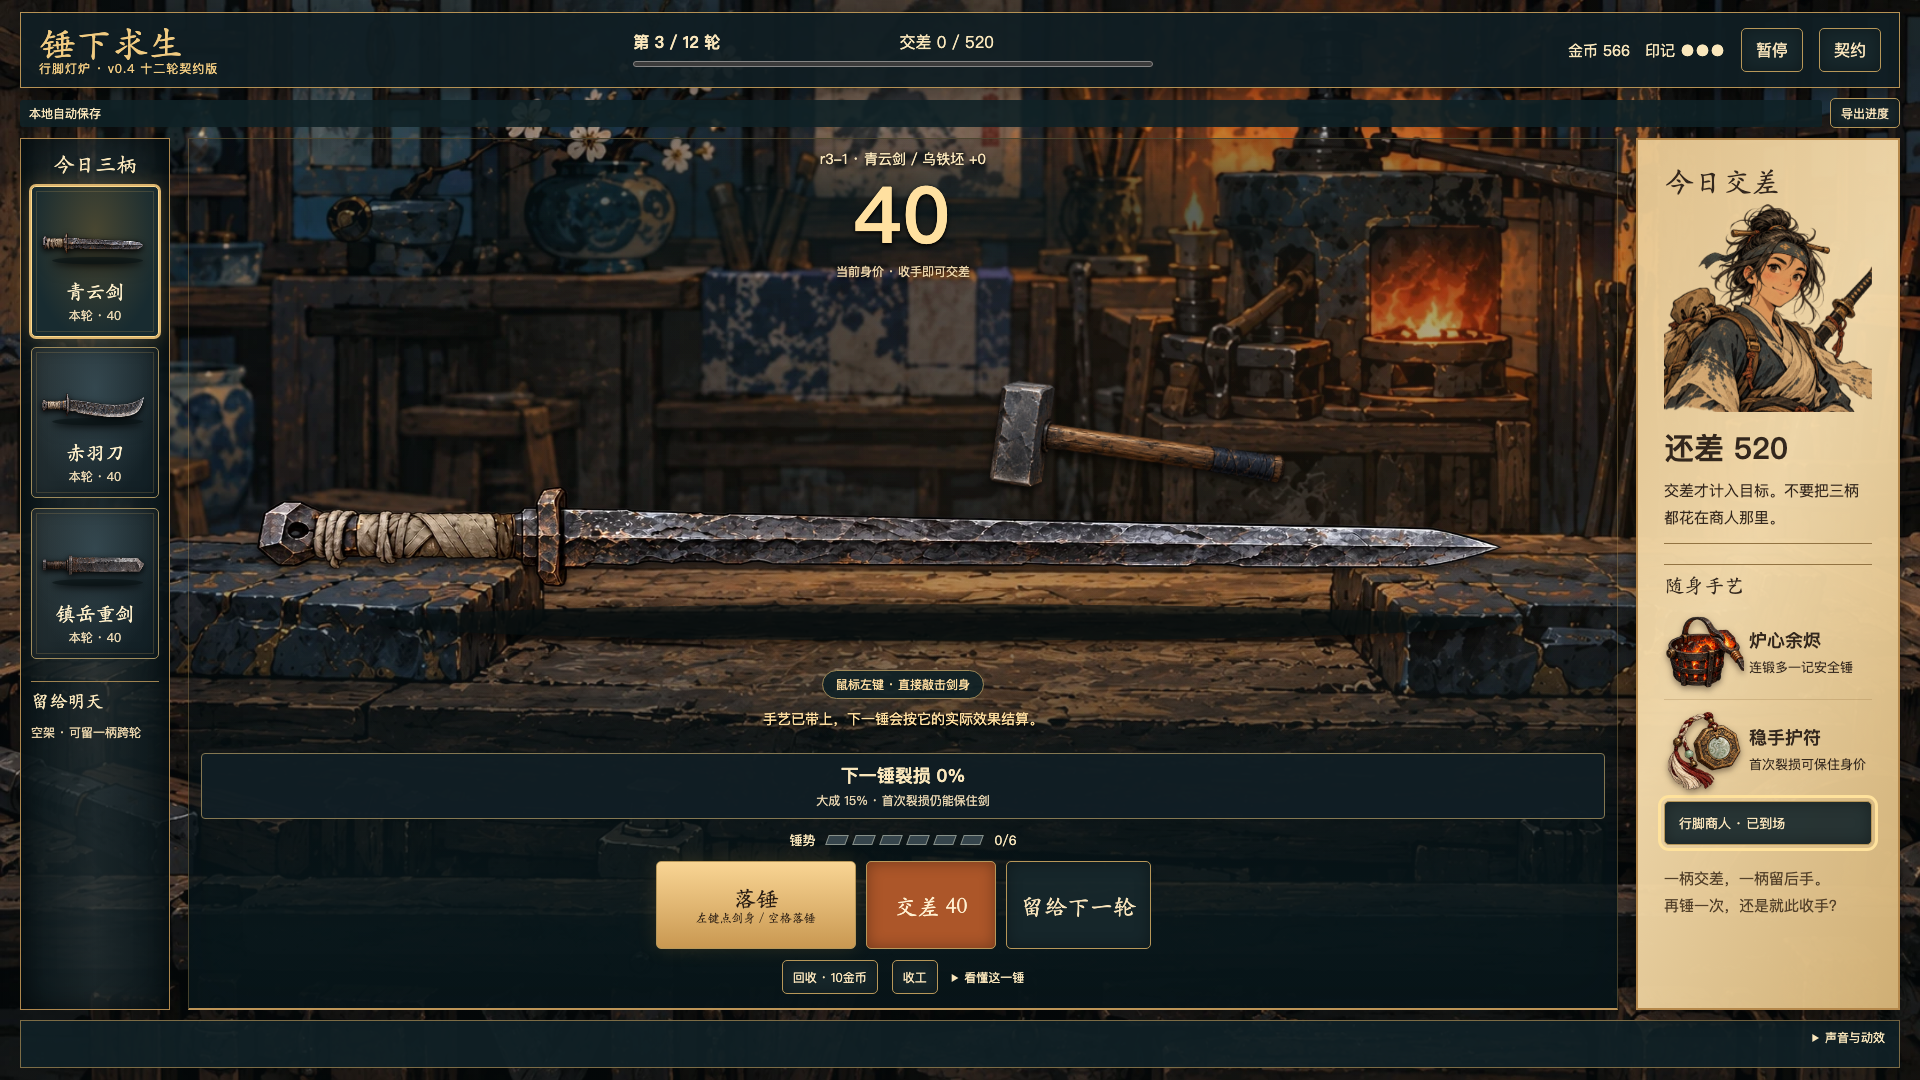 锤下求生
行脚灯炉 · v0.4 十二轮契约版
第 3 / 12 轮
交差 0 / 520
金币 566
印记
暂停
契约
本地自动保存
导出进度
今日三柄
青云剑
本轮 · 40
赤羽刀
本轮 · 40
镇岳重剑
本轮 · 40
留给明天
空架 · 可留一柄跨轮
r3–1 · 青云剑 / 乌铁坯 +0
40
当前身价 · 收手即可交差
鼠标左键 · 直接敲击剑身
手艺已带上，下一锤会按它的实际效果结算。
下一锤裂损 0%
大成 15% · 首次裂损仍能保住剑
锤势
0/6
落锤
左键点剑身 / 空格落锤
交差 40
留给下一轮
回收 · 10金币
收工
▸ 看懂这一锤
今日交差
还差 520
交差才计入目标。不要把三柄
都花在商人那里。
随身手艺
炉心余烬
连锻多一记安全锤
稳手护符
首次裂损可保住身价
行脚商人 · 已到场
一柄交差，一柄留后手。
再锤一次，还是就此收手？
▸ 声音与动效